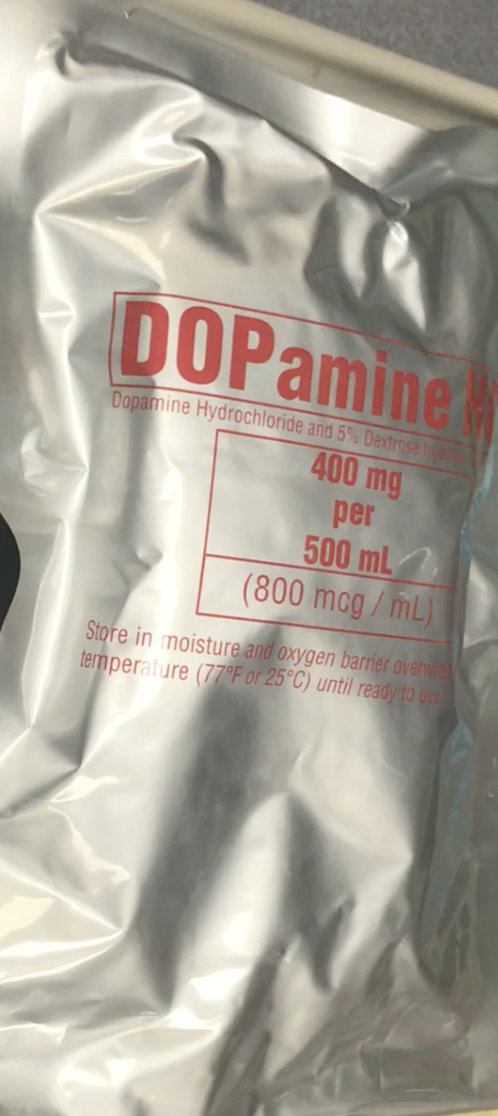 DOPamine
Dopamine Hydrochloride and 5% Dextrose
400 mg
per
500 mL
(800 mcg / mL)
Store in moisture and oxygen barrier
temperature (77°F or 25°C) until ready to use